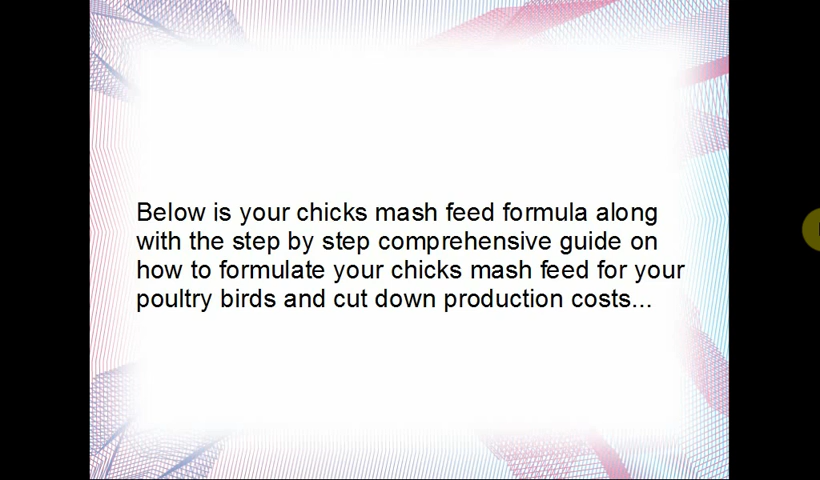 Below is your chicks mash feed formula along
with the step by step comprehensive guide on
how to formulate your chicks mash feed for your
poultry birds and cut down production costs...